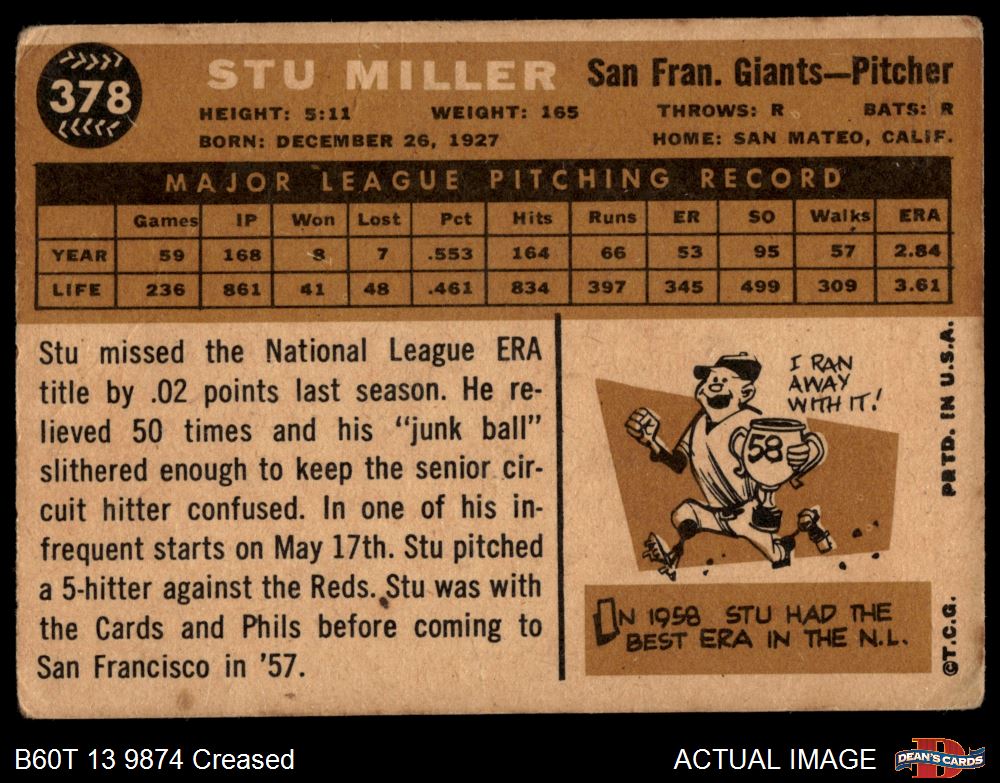 378
STU MILLER San Fran. Giants—Pitcher
HEIGHT: 5:11 WEIGHT: 165 THROWS: R BATS: R
BORN: DECEMBER 26, 1927 HOME: SAN MATEO, CALIF.
MAJOR LEAGUE PITCHING RECORD
Games IP Won Lost Pct Hits Runs ER SO Walks ERA
YEAR 59 168 8 7 .553 164 66 53 95 57 2.84
LIFE 236 861 41 48 .461 834 397 345 499 309 3.61
Stu missed the National League ERA
title by .02 points last season. He re-
lieved 50 times and his “junk ball”
slithered enough to keep the senior cir-
cuit hitter confused. In one of his in-
frequent starts on May 17th. Stu pitched
a 5-hitter against the Reds. Stu was with
the Cards and Phils before coming to
San Francisco in ’57.
I RAN
AWAY
WITH IT!
58
IN 1958 STU HAD THE
BEST ERA IN THE N.L.
©T.C.G. PRTD. IN U.S.A.
B60T 13 9874 Creased ACTUAL IMAGE
D
DEAN'S CARDS